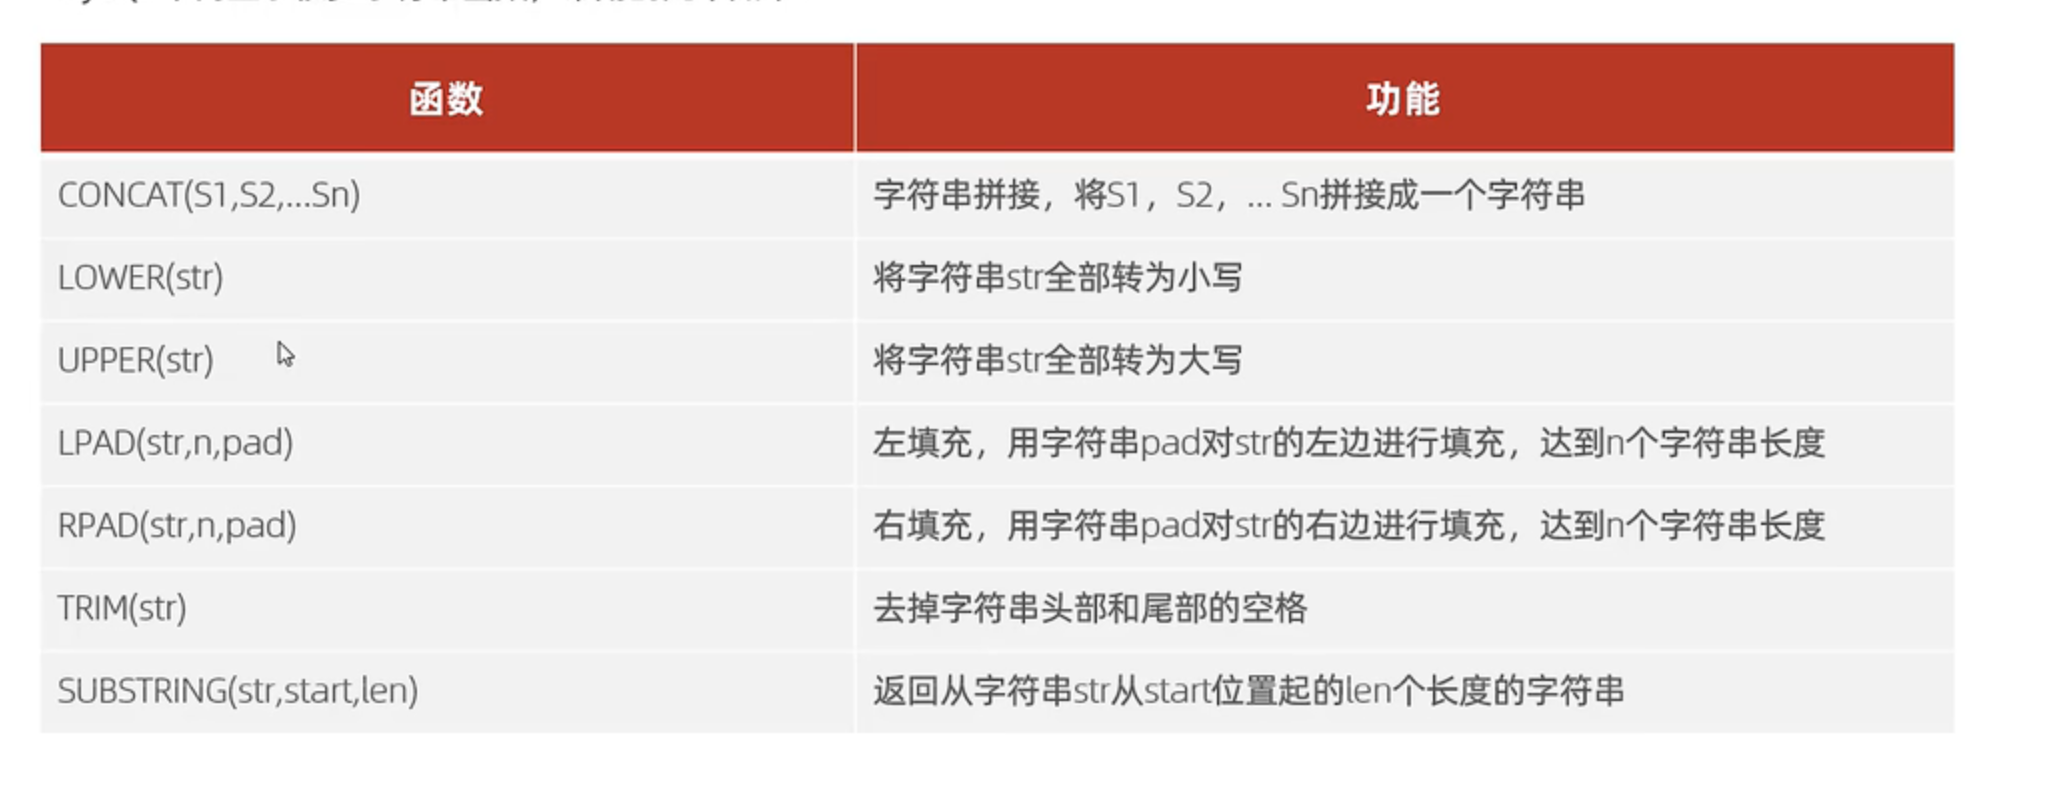 函数 功能
CONCAT(S1,S2,...Sn) 字符串拼接，将S1，S2，... Sn拼接成一个字符串
LOWER(str) 将字符串str全部转为小写
UPPER(str) 将字符串str全部转为大写
LPAD(str,n,pad) 左填充，用字符串pad对str的左边进行填充，达到n个字符串长度
RPAD(str,n,pad) 右填充，用字符串pad对str的右边进行填充，达到n个字符串长度
TRIM(str) 去掉字符串头部和尾部的空格
SUBSTRING(str,start,len) 返回从字符串str从start位置起的len个长度的字符串